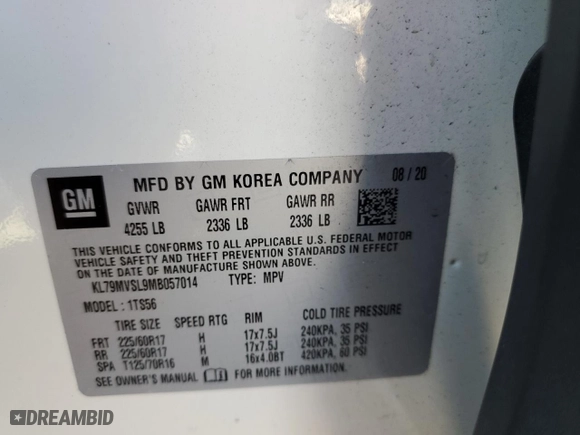 GM
MFD BY GM KOREA COMPANY 08/20
GVWR GAWR FRT GAWR RR
4255 LB 2336 LB 2336 LB
THIS VEHICLE CONFORMS TO ALL APPLICABLE U.S. FEDERAL MOTOR
VEHICLE SAFETY AND THEFT PREVENTION STANDARDS IN EFFECT ON
THE DATE OF MANUFACTURE SHOWN ABOVE.
KL79MVSL9MB057014 TYPE: MPV
MODEL: 1TS56
TIRE SIZE SPEED RTG RIM COLD TIRE PRESSURE
FRT 225/60R17 H 17x7.5J 240KPA, 35 PSI
RR 225/60R17 H 17x7.5J 240KPA, 35 PSI
SPA T125/70R16 M 16x4.0BT 420KPA, 60 PSI
SEE OWNER'S MANUAL FOR MORE INFORMATION.
DREAMBID